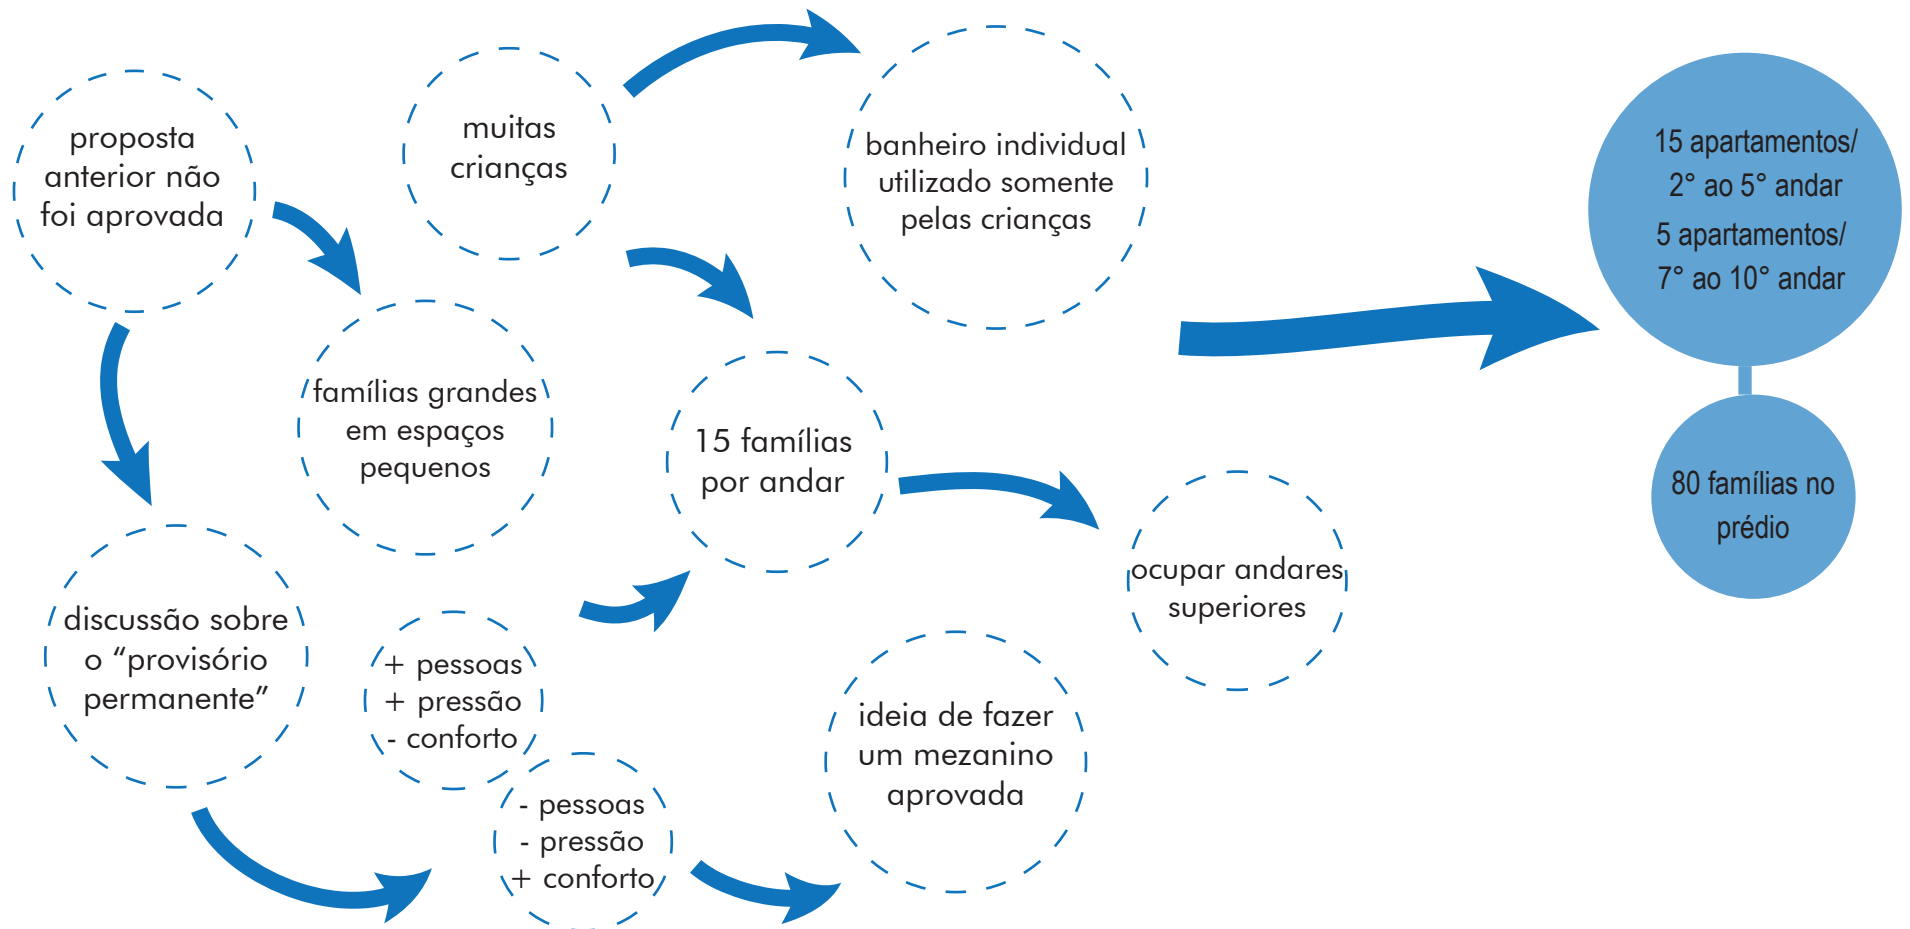 proposta
anterior não
foi aprovada
muitas
crianças
banheiro individual
utilizado somente
pelas crianças
15 apartamentos/
2° ao 5° andar
5 apartamentos/
7° ao 10° andar
famílias grandes
em espaços
pequenos
15 famílias
por andar
80 famílias no
prédio
ocupar andares
superiores
discussão sobre
o “provisório
permanente”
+ pessoas
+ pressão
- conforto
- pessoas
- pressão
+ conforto
ideia de fazer
um mezanino
aprovada